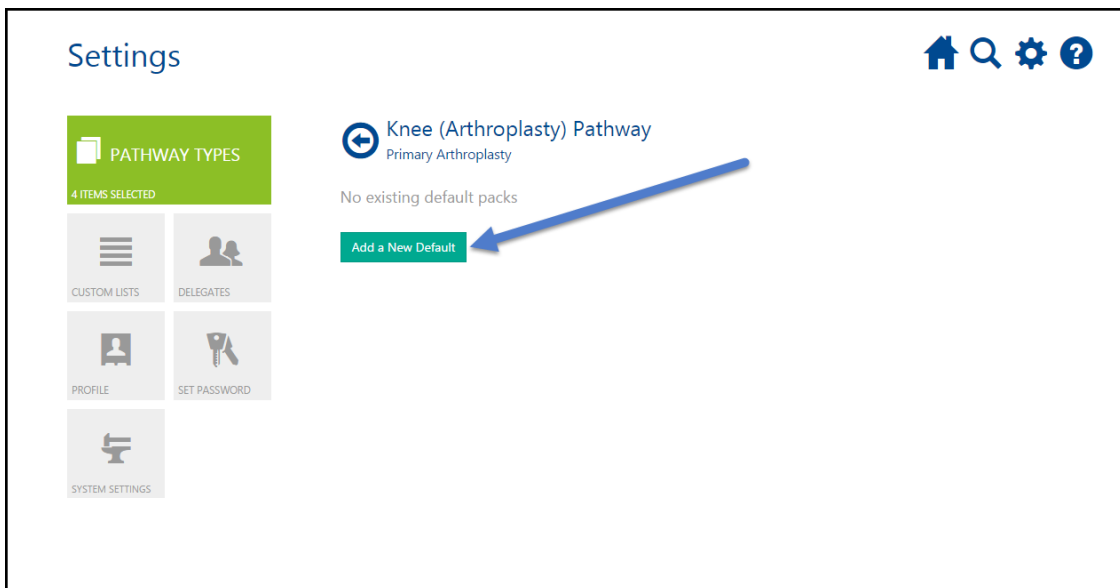 Settings
PATHWAY TYPES
4 ITEMS SELECTED
CUSTOM LISTS
DELEGATES
PROFILE
SET PASSWORD
SYSTEM SETTINGS
Knee (Arthroplasty) Pathway
Primary Arthroplasty
No existing default packs
Add a New Default